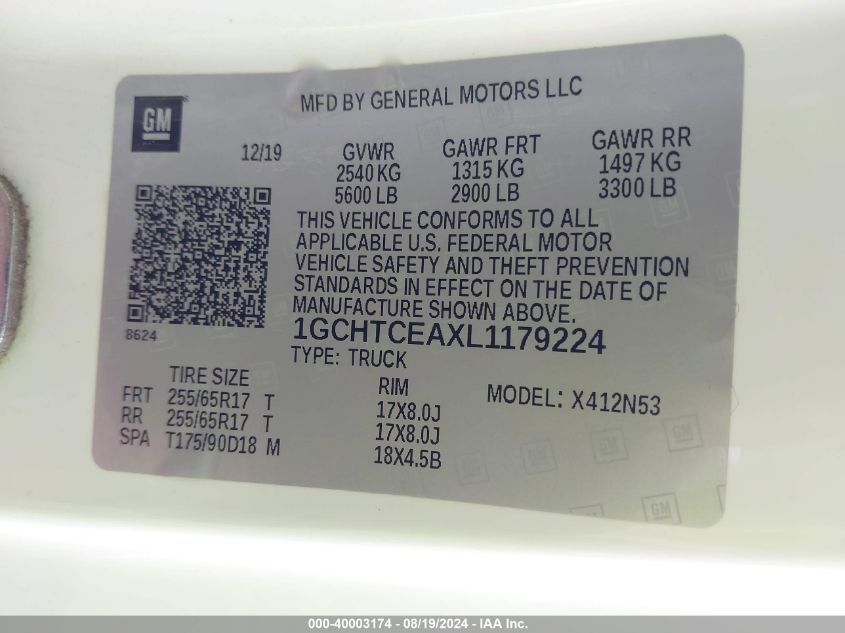 GM
MFD BY GENERAL MOTORS LLC
12/19 GVWR GAWR FRT GAWR RR
2540 KG 1315 KG 1497 KG
5600 LB 2900 LB 3300 LB
THIS VEHICLE CONFORMS TO ALL
APPLICABLE U.S. FEDERAL MOTOR
VEHICLE SAFETY AND THEFT PREVENTION
STANDARDS IN EFFECT ON THE DATE OF
MANUFACTURE SHOWN ABOVE.
8624
1GCHTCEAXL1179224
TYPE: TRUCK
TIRE SIZE RIM MODEL: X412N53
FRT 255/65R17 T 17X8.0J
RR 255/65R17 T 17X8.0J
SPA T175/90D18 M 18X4.5B
000-40003174 - 08/19/2024 - IAA Inc.